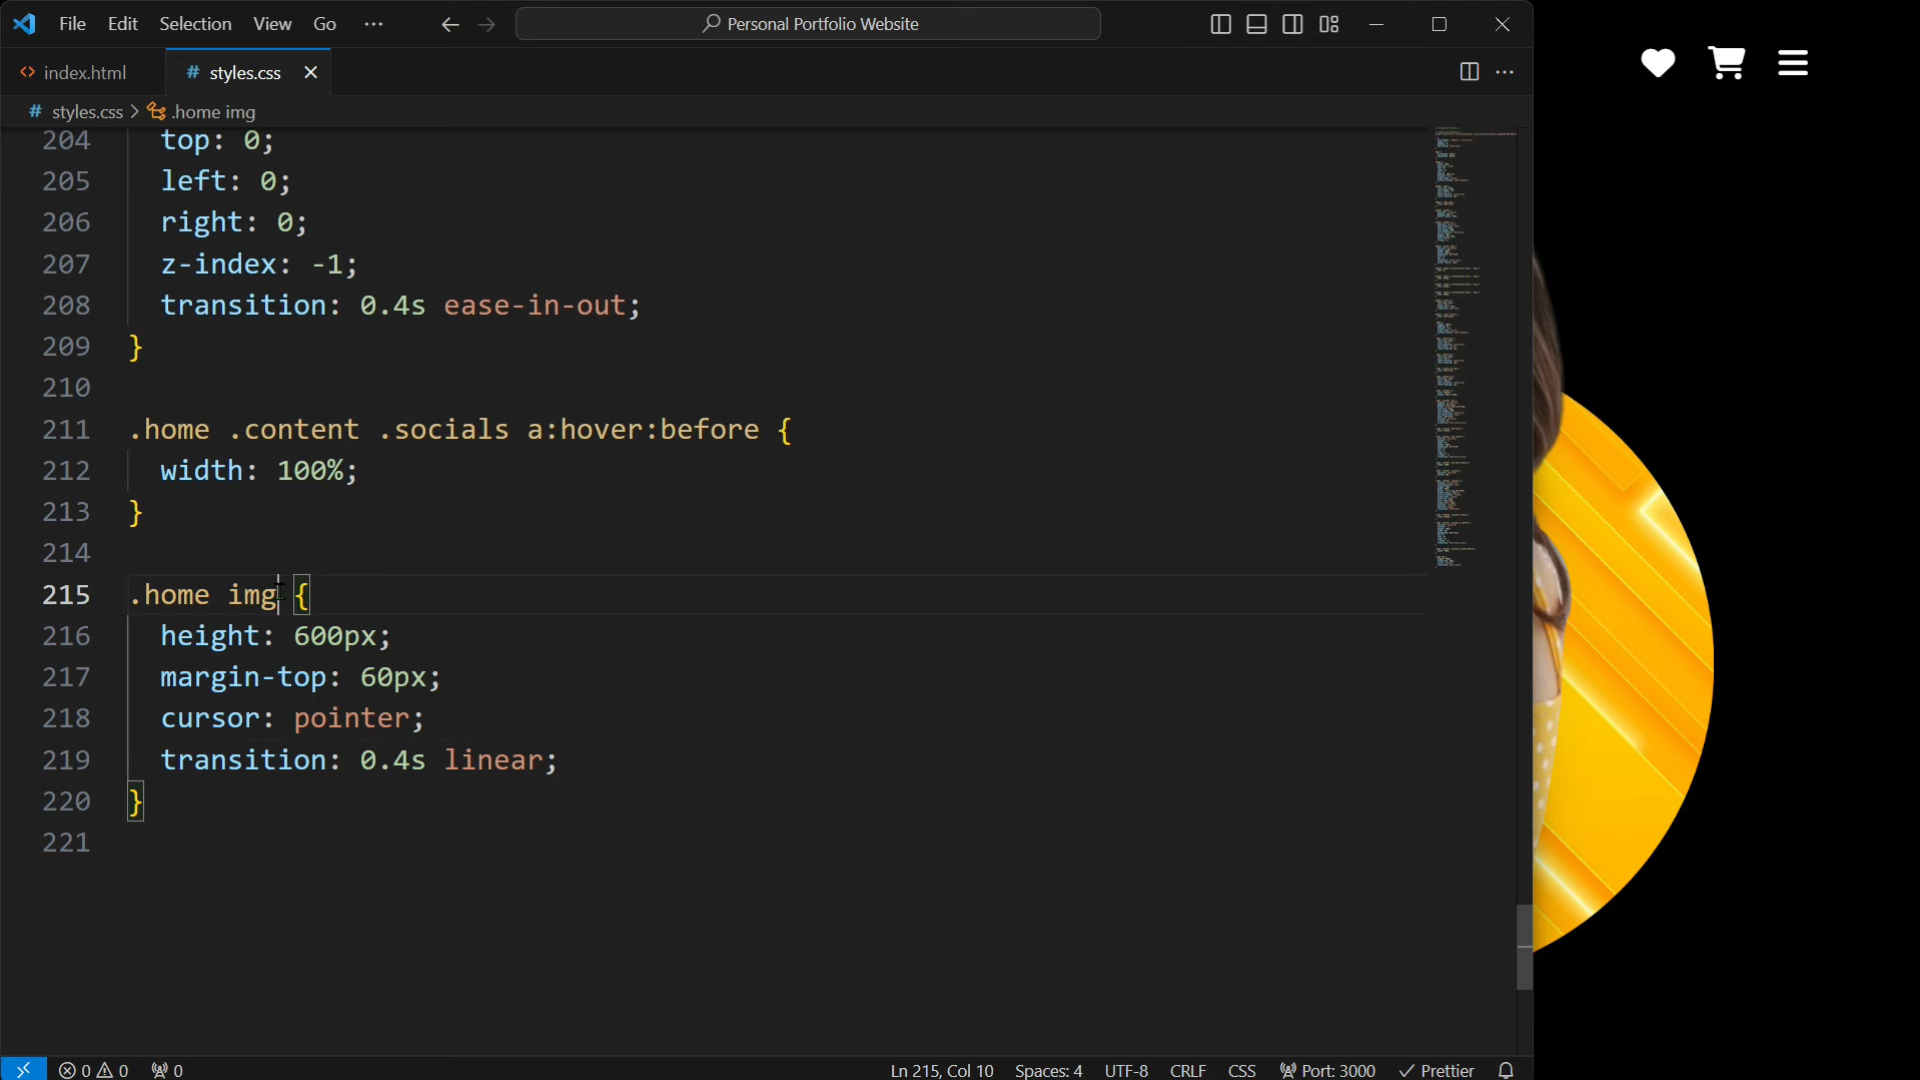 File Edit Selection View Go ··· Personal Portfolio Website
index.html # styles.css
# styles.css > .home img
204 top: 0;
205 left: 0;
206 right: 0;
207 z-index: -1;
208 transition: 0.4s ease-in-out;
209 }
210
211 .home .content .socials a:hover:before {
212 width: 100%;
213 }
214
215 .home img {
216 height: 600px;
217 margin-top: 60px;
218 cursor: pointer;
219 transition: 0.4s linear;
220 }
221
0 0 0 Ln 215, Col 10 Spaces: 4 UTF-8 CRLF CSS Port: 3000 Prettier